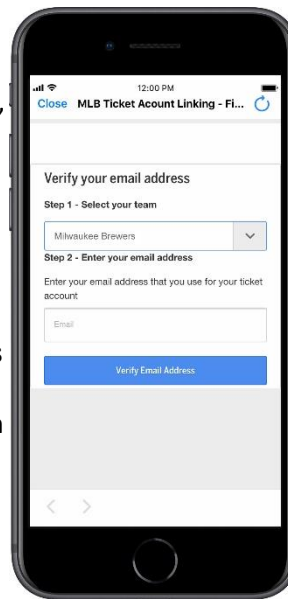 12:00 PM
Close MLB Ticket Acount Linking - Fi...
Verify your email address
Step 1 - Select your team
Milwaukee Brewers
Step 2 - Enter your email address
Enter your email address that you use for your ticket
account
Email
Verify Email Address